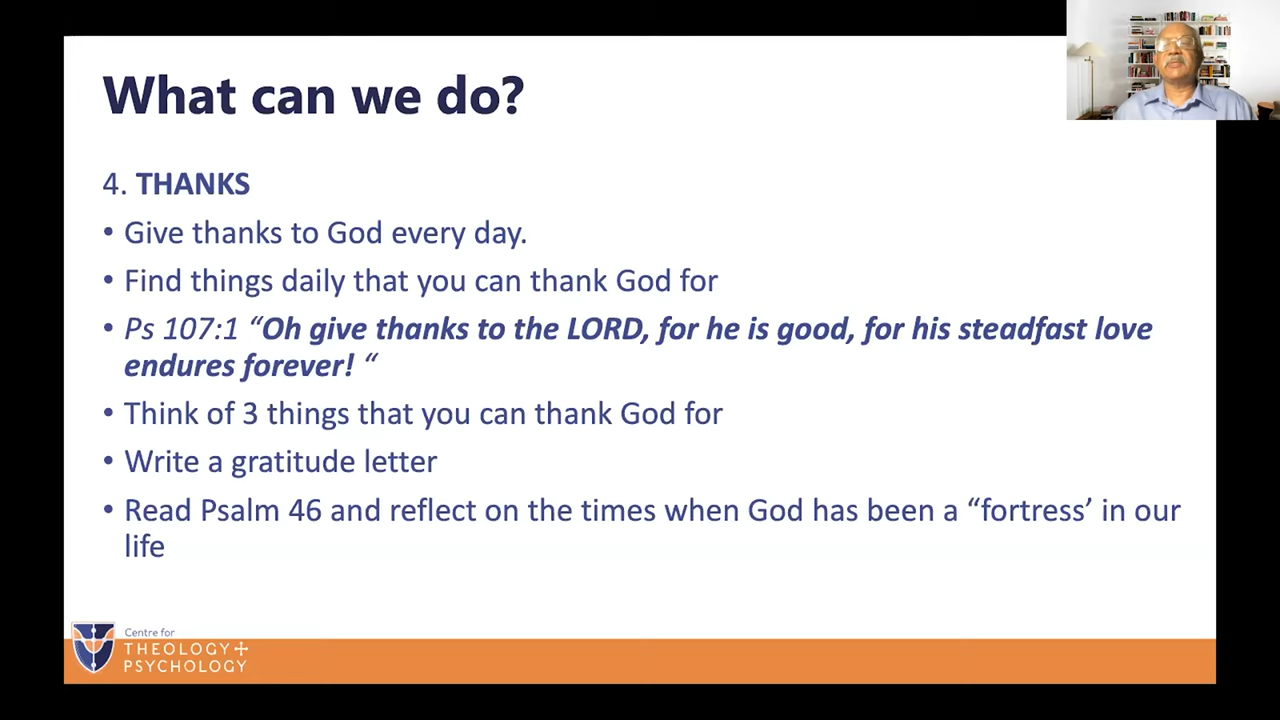 What can we do?
4. THANKS
• Give thanks to God every day.
• Find things daily that you can thank God for
• Ps 107:1 “Oh give thanks to the LORD, for he is good, for his steadfast love
endures forever! “
• Think of 3 things that you can thank God for
• Write a gratitude letter
• Read Psalm 46 and reflect on the times when God has been a “fortress’ in our
life
Centre for
THEOLOGY+
PSYCHOLOGY